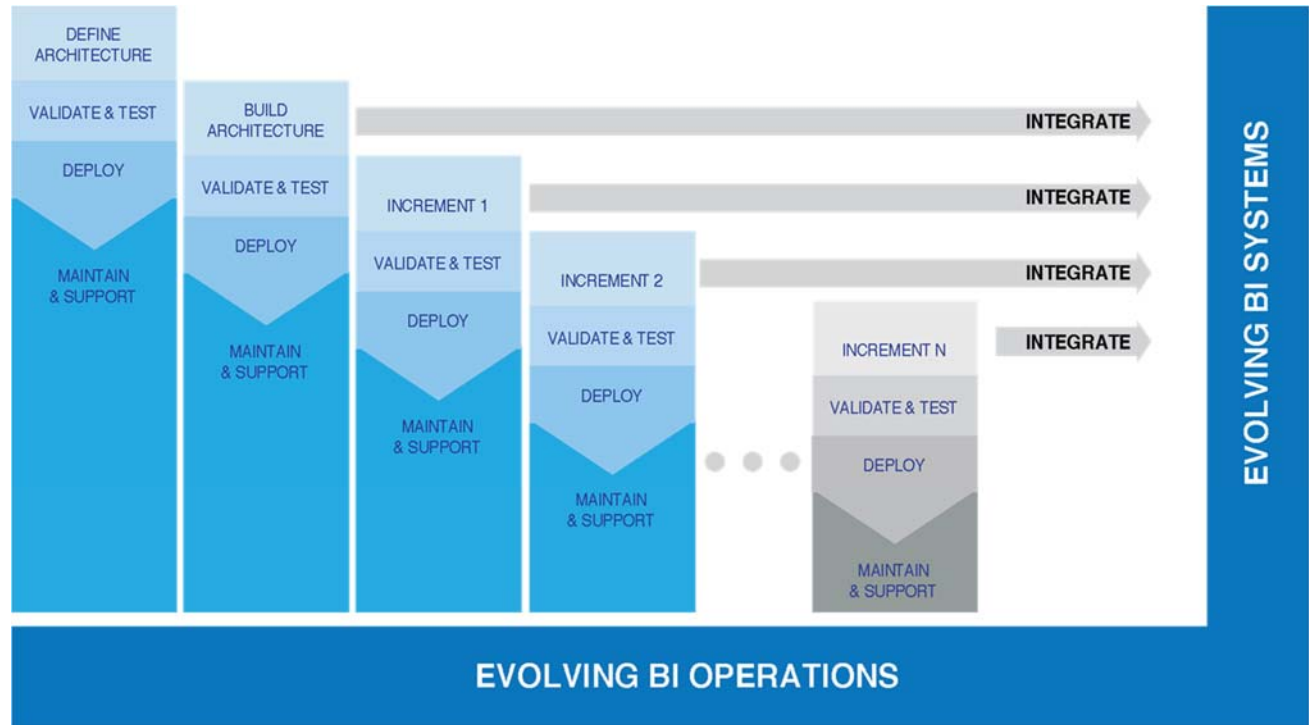 DEFINE
ARCHITECTURE
VALIDATE & TEST
DEPLOY
MAINTAIN
& SUPPORT
BUILD
ARCHITECTURE
VALIDATE & TEST
DEPLOY
MAINTAIN
& SUPPORT
INCREMENT 1
VALIDATE & TEST
DEPLOY
MAINTAIN
& SUPPORT
INCREMENT 2
VALIDATE & TEST
DEPLOY
MAINTAIN
& SUPPORT
INCREMENT N
VALIDATE & TEST
DEPLOY
MAINTAIN
& SUPPORT
INTEGRATE
INTEGRATE
INTEGRATE
INTEGRATE
EVOLVING BI SYSTEMS
EVOLVING BI OPERATIONS